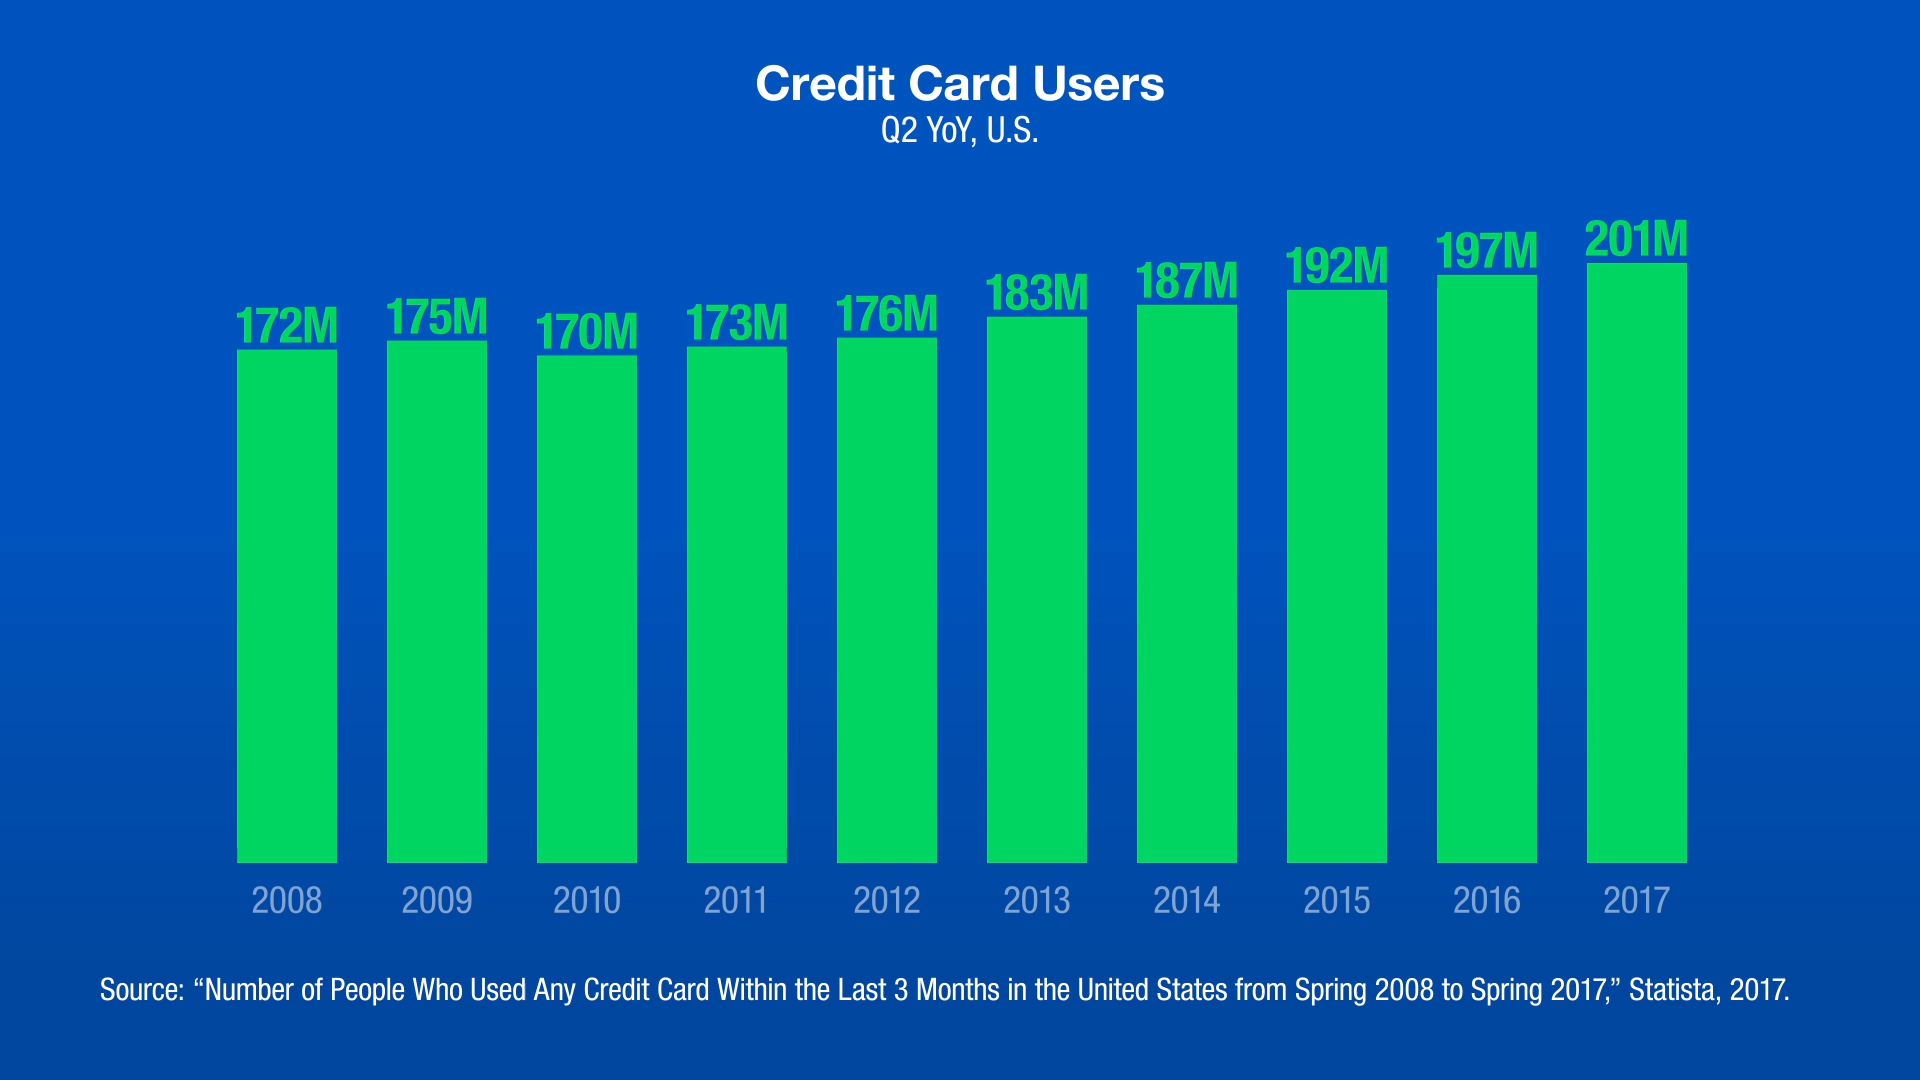 Credit Card Users
Q2 YoY, U.S.
172M
175M
170M
173M
176M
183M
187M
192M
197M
201M
2008
2009
2010
2011
2012
2013
2014
2015
2016
2017
Source: “Number of People Who Used Any Credit Card Within the Last 3 Months in the United States from Spring 2008 to Spring 2017,” Statista, 2017.